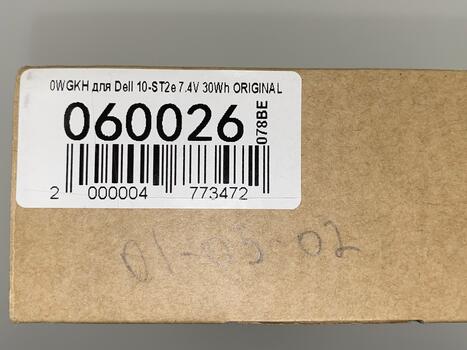 0WGKH для Dell 10-ST2e 7.4V 30Wh ORIGINAL
060026
078BE
2 000004 773472
01-05-02